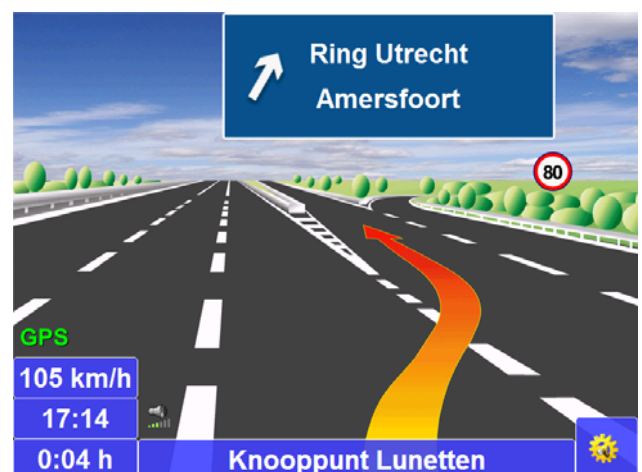 Ring Utrecht
Amersfoort
80
GPS
105 km/h
17:14
0:04 h
Knooppunt Lunetten